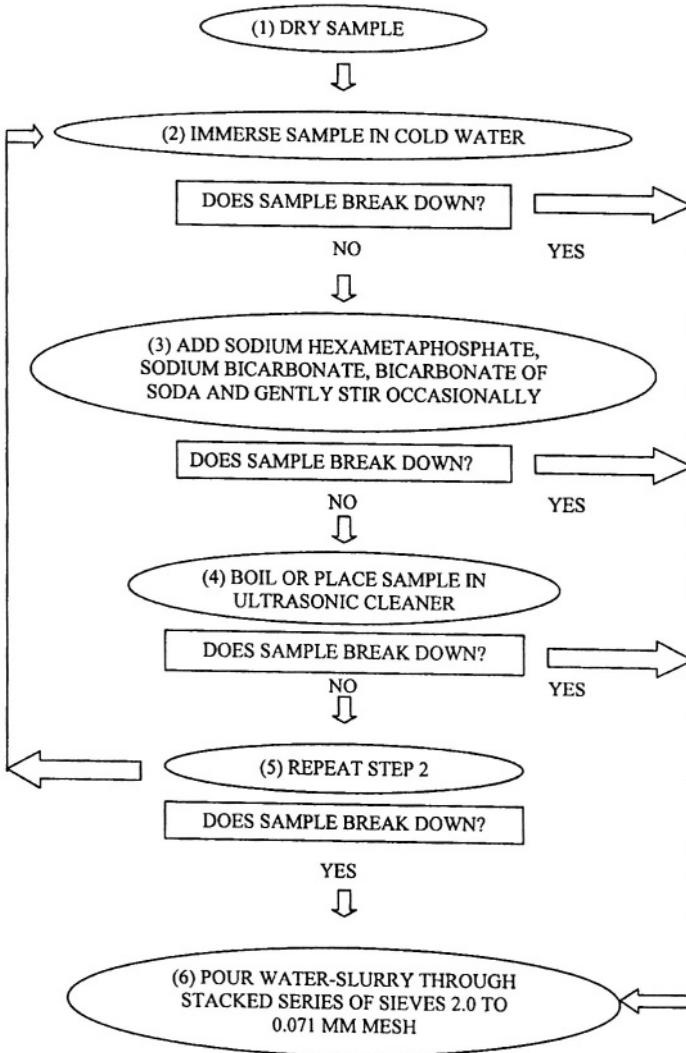 (1) DRY SAMPLE
(2) IMMERSE SAMPLE IN COLD WATER
DOES SAMPLE BREAK DOWN?
NO YES
(3) ADD SODIUM HEXAMETAPHOSPHATE,
SODIUM BICARBONATE, BICARBONATE OF
SODA AND GENTLY STIR OCCASIONALLY
DOES SAMPLE BREAK DOWN?
NO YES
(4) BOIL OR PLACE SAMPLE IN
ULTRASONIC CLEANER
DOES SAMPLE BREAK DOWN?
NO YES
(5) REPEAT STEP 2
DOES SAMPLE BREAK DOWN?
YES
(6) POUR WATER-SLURRY THROUGH
STACKED SERIES OF SIEVES 2.0 TO
0.071 MM MESH